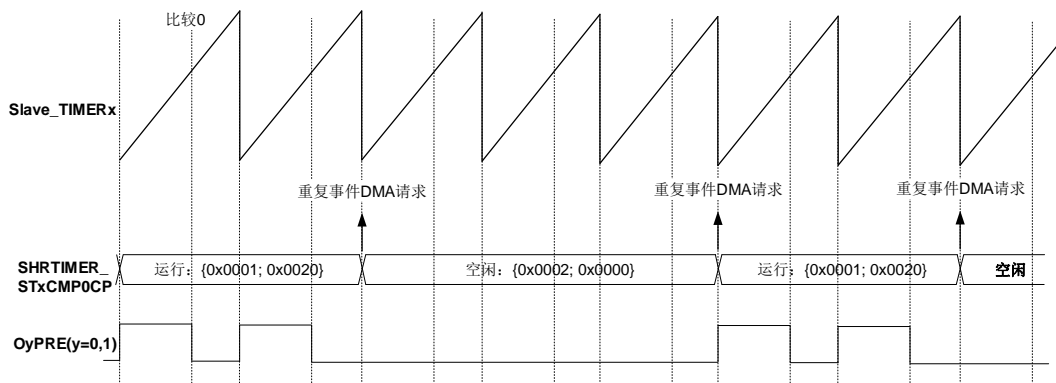 比较0
Slave_TIMERx
重复事件DMA请求
重复事件DMA请求
重复事件DMA请求
SHRTIMER_
STxCMP0CP
运行：{0x0001; 0x0020}
空闲：{0x0002; 0x0000}
运行：{0x0001; 0x0020}
空闲
OyPRE(y=0,1)